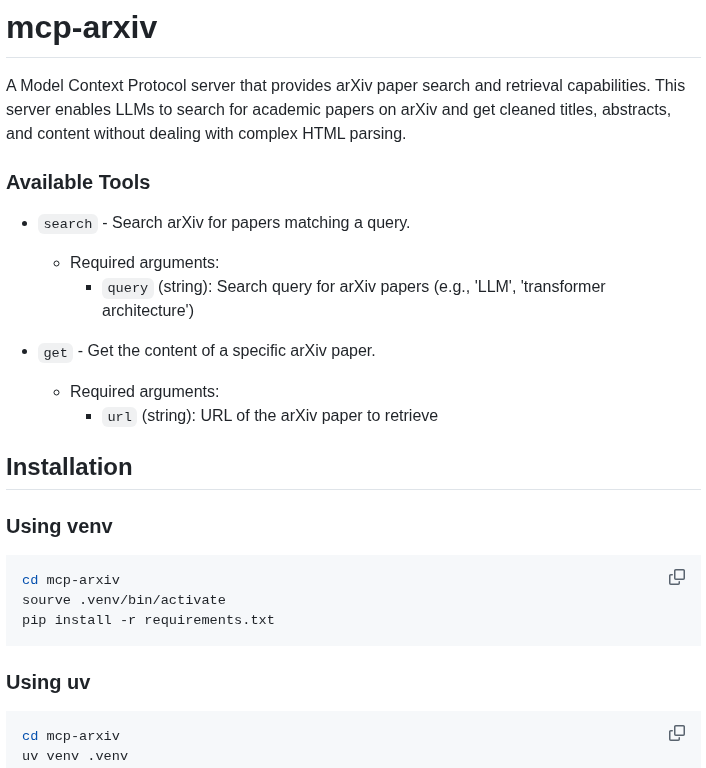 mcp-arxiv
A Model Context Protocol server that provides arXiv paper search and retrieval capabilities. This
server enables LLMs to search for academic papers on arXiv and get cleaned titles, abstracts,
and content without dealing with complex HTML parsing.
Available Tools
search - Search arXiv for papers matching a query.
Required arguments:
query (string): Search query for arXiv papers (e.g., 'LLM', 'transformer
architecture')
get - Get the content of a specific arXiv paper.
Required arguments:
url (string): URL of the arXiv paper to retrieve
Installation
Using venv
cd mcp-arxiv
sourve .venv/bin/activate
pip install -r requirements.txt
Using uv
cd mcp-arxiv
uv venv .venv